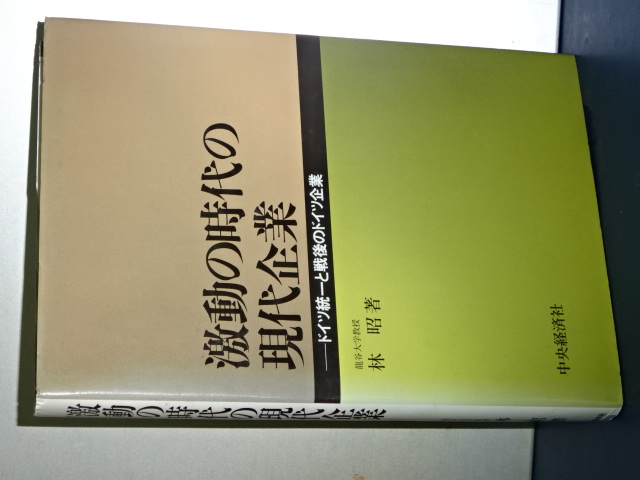 激動の時代の
現代企業
──ドイツ統一と戦後のドイツ企業
龍谷大学教授
林 昭 著
中央経済社
激動の時代の現代企業